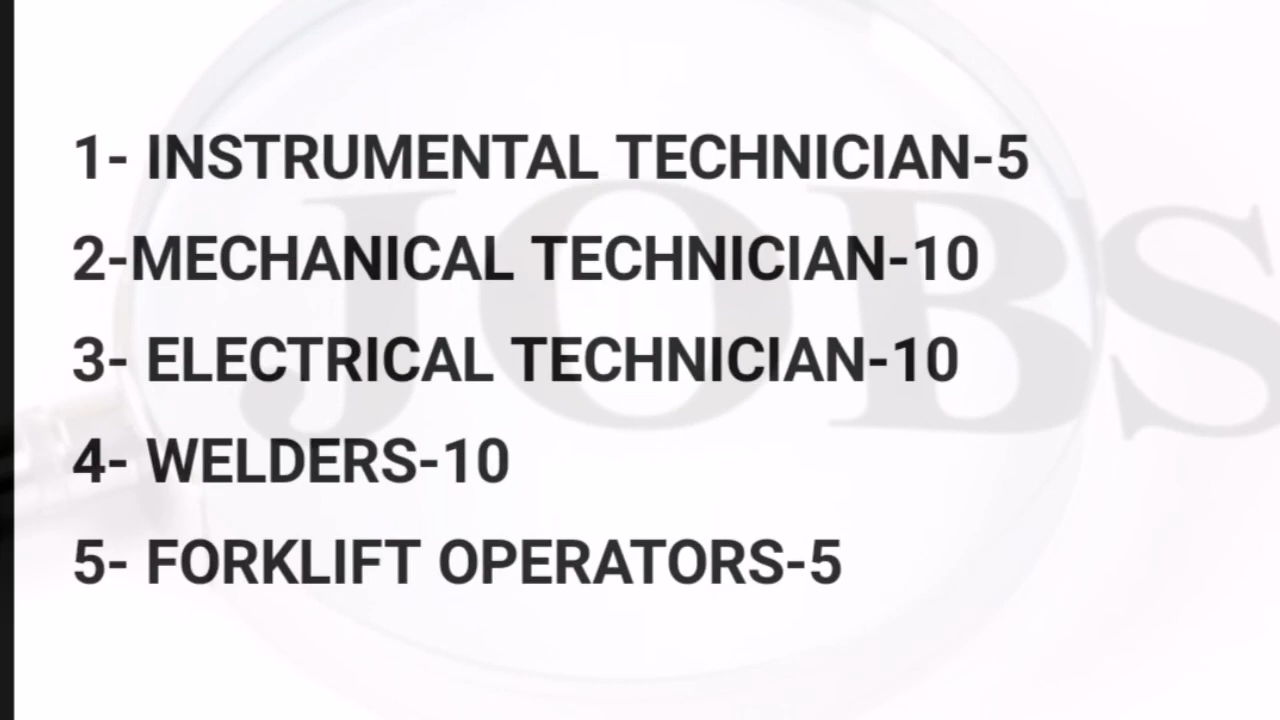 1- INSTRUMENTAL TECHNICIAN-5
2-MECHANICAL TECHNICIAN-10
3- ELECTRICAL TECHNICIAN-10
4- WELDERS-10
5- FORKLIFT OPERATORS-5
JOBS